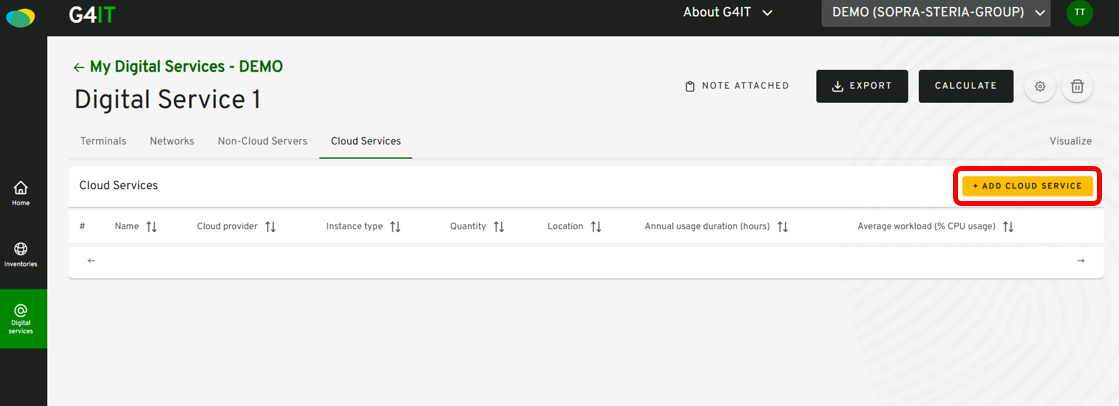 G4IT
About G4IT
DEMO (SOPRA-STERIA-GROUP)
TT
← My Digital Services - DEMO
Digital Service 1
NOTE ATTACHED
EXPORT
CALCULATE
Terminals Networks Non-Cloud Servers Cloud Services Visualize
Cloud Services
+ ADD CLOUD SERVICE
# Name Cloud provider Instance type Quantity Location Annual usage duration (hours) Average workload (% CPU usage)
← →
Home
Inventories
Digital
services